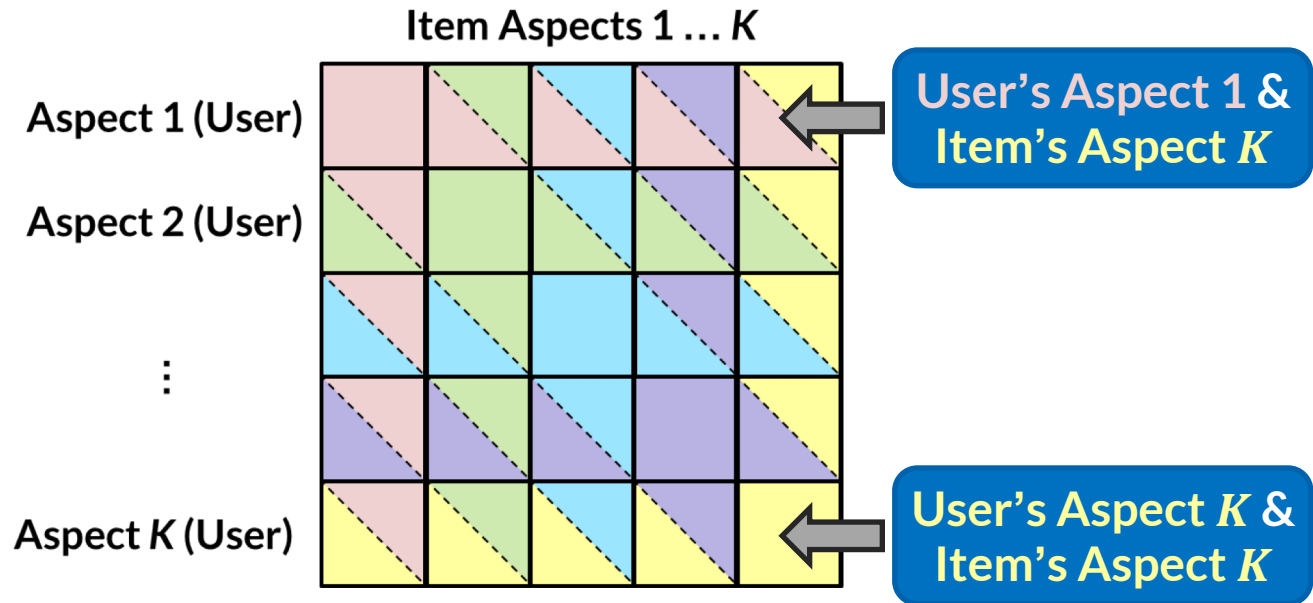 Item Aspects 1 … K
Aspect 1 (User)
User’s Aspect 1 &
Item’s Aspect K
Aspect 2 (User)
⋮
Aspect K (User)
User’s Aspect K &
Item’s Aspect K